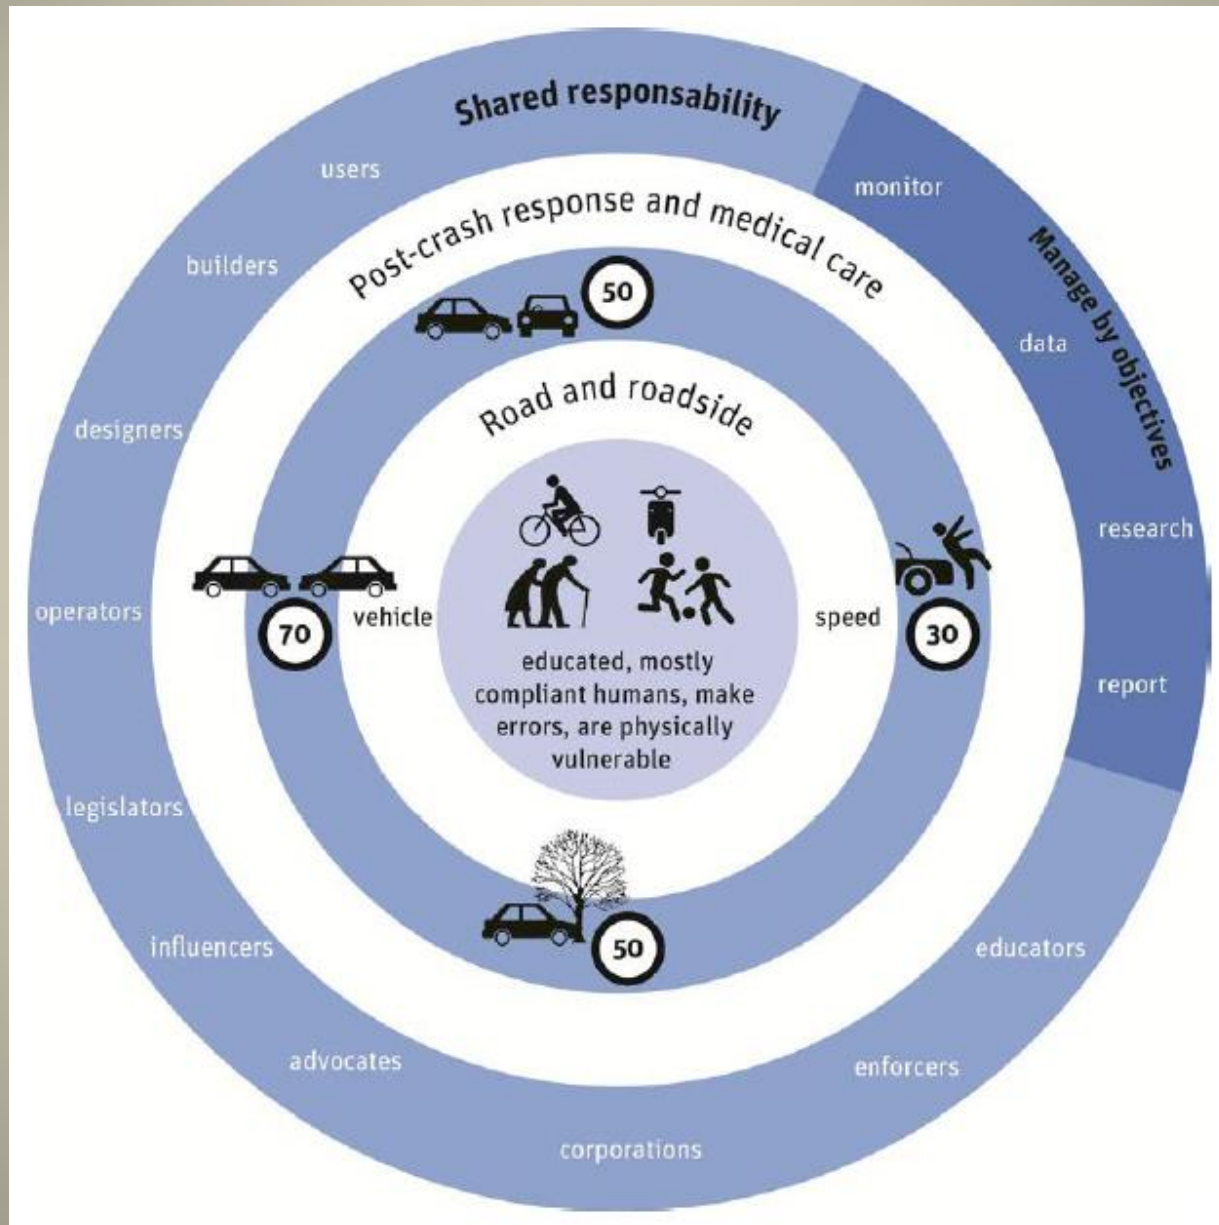 Shared responsability
users
monitor
Manage by objectives
builders
Post-crash response and medical care
50
data
Road and roadside
designers
research
operators
70
vehicle
speed
30
educated, mostly
compliant humans, make
errors, are physically
vulnerable
report
legislators
50
influencers
educators
advocates
enforcers
corporations